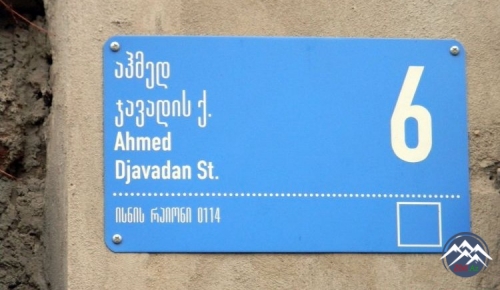 აჰმედ
ჯავადის ქ.
Ahmed
Djavadan St.
6
ისნის რაიონი 0114